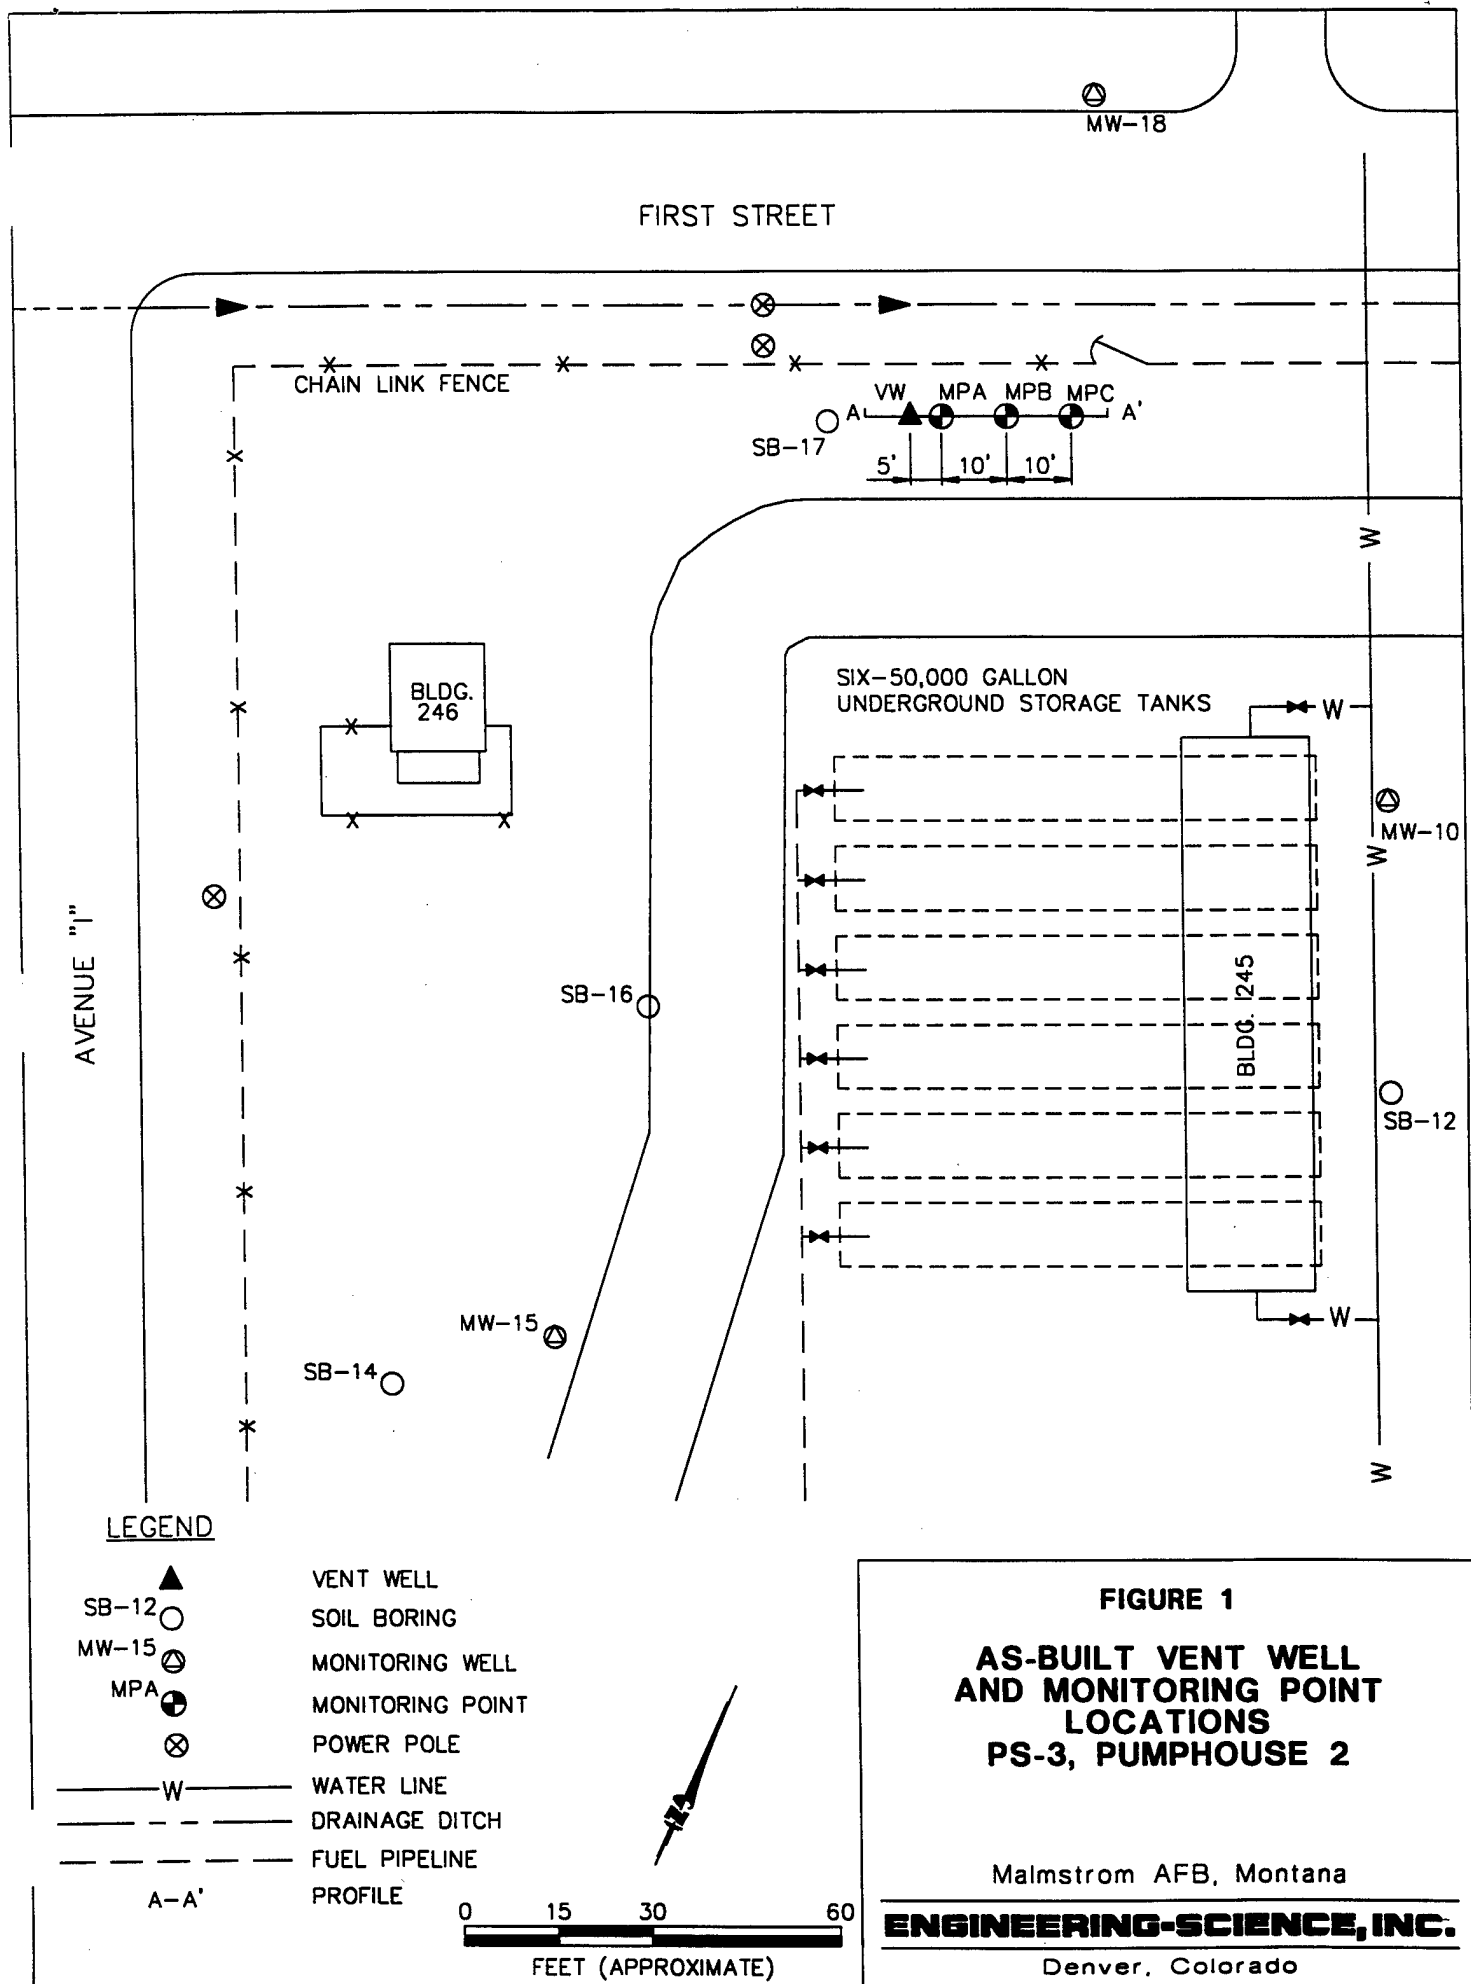 MW-18
FIRST STREET
CHAIN LINK FENCE
VW MPA MPB MPC
A A'
SB-17
5' 10' 10'
W
SIX-50,000 GALLON
UNDERGROUND STORAGE TANKS
BLDG.
246
W
MW-10
W
AVENUE "I"
SB-16
BLDG. 245
SB-12
MW-15
W
SB-14
W
LEGEND
VENT WELL
SB-12 SOIL BORING
MW-15 MONITORING WELL
MPA MONITORING POINT
POWER POLE
W WATER LINE
DRAINAGE DITCH
FUEL PIPELINE
A-A' PROFILE
N
0 15 30 60
FEET (APPROXIMATE)
FIGURE 1
AS-BUILT VENT WELL
AND MONITORING POINT
LOCATIONS
PS-3, PUMPHOUSE 2
Malmstrom AFB, Montana
ENGINEERING-SCIENCE, INC.
Denver, Colorado